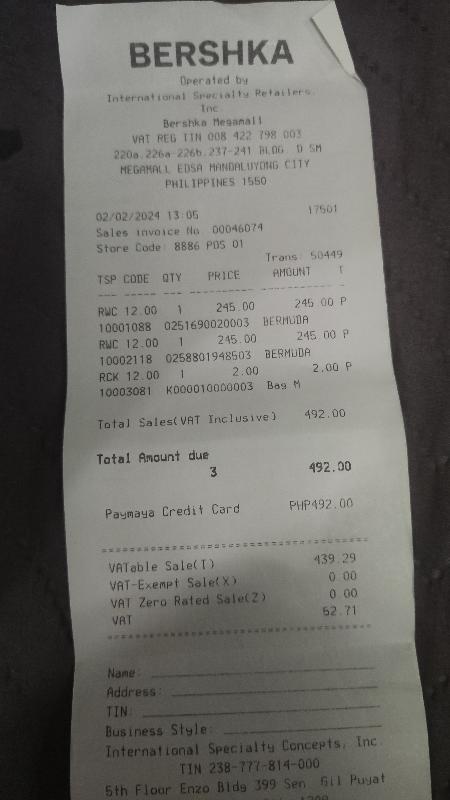 BERSHKA
Operated by
International Specialty Retailers,
Inc.
Bershka Megamall
VAT REG TIN 008 422 798 003
220a,226a 226b,237-241 BLDG. D SM
MEGAMALL EDSA MANDALUYONG CITY
PHILIPPINES 1550
02/02/2024 13:05 17501
Sales invoice No. 00046074
Store Code: 8886 POS 01
Trans: 50449
TSP CODE QTY PRICE AMOUNT T
RWC 12.00 1 245.00 245.00 P
10001088 0251690020003 BERMUDA
RWC 12.00 1 245.00 245.00 P
10002118 0258801948503 BERMUDA
RCK 12.00 1 2.00 2.00 P
10003081 K000010000003 Bag M
Total Sales(VAT Inclusive) 492.00
Total Amount due
3 492.00
Paymaya Credit Card PHP492.00
VATable Sale(T) 439.29
VAT-Exempt Sale(X) 0.00
VAT Zero Rated Sale(Z) 0.00
VAT 52.71
Name:
Address:
TIN:
Business Style:
International Specialty Concepts, Inc.
TIN 238-777-814-000
5th Floor Enzo Bldg 399 Sen. Gil Puyat